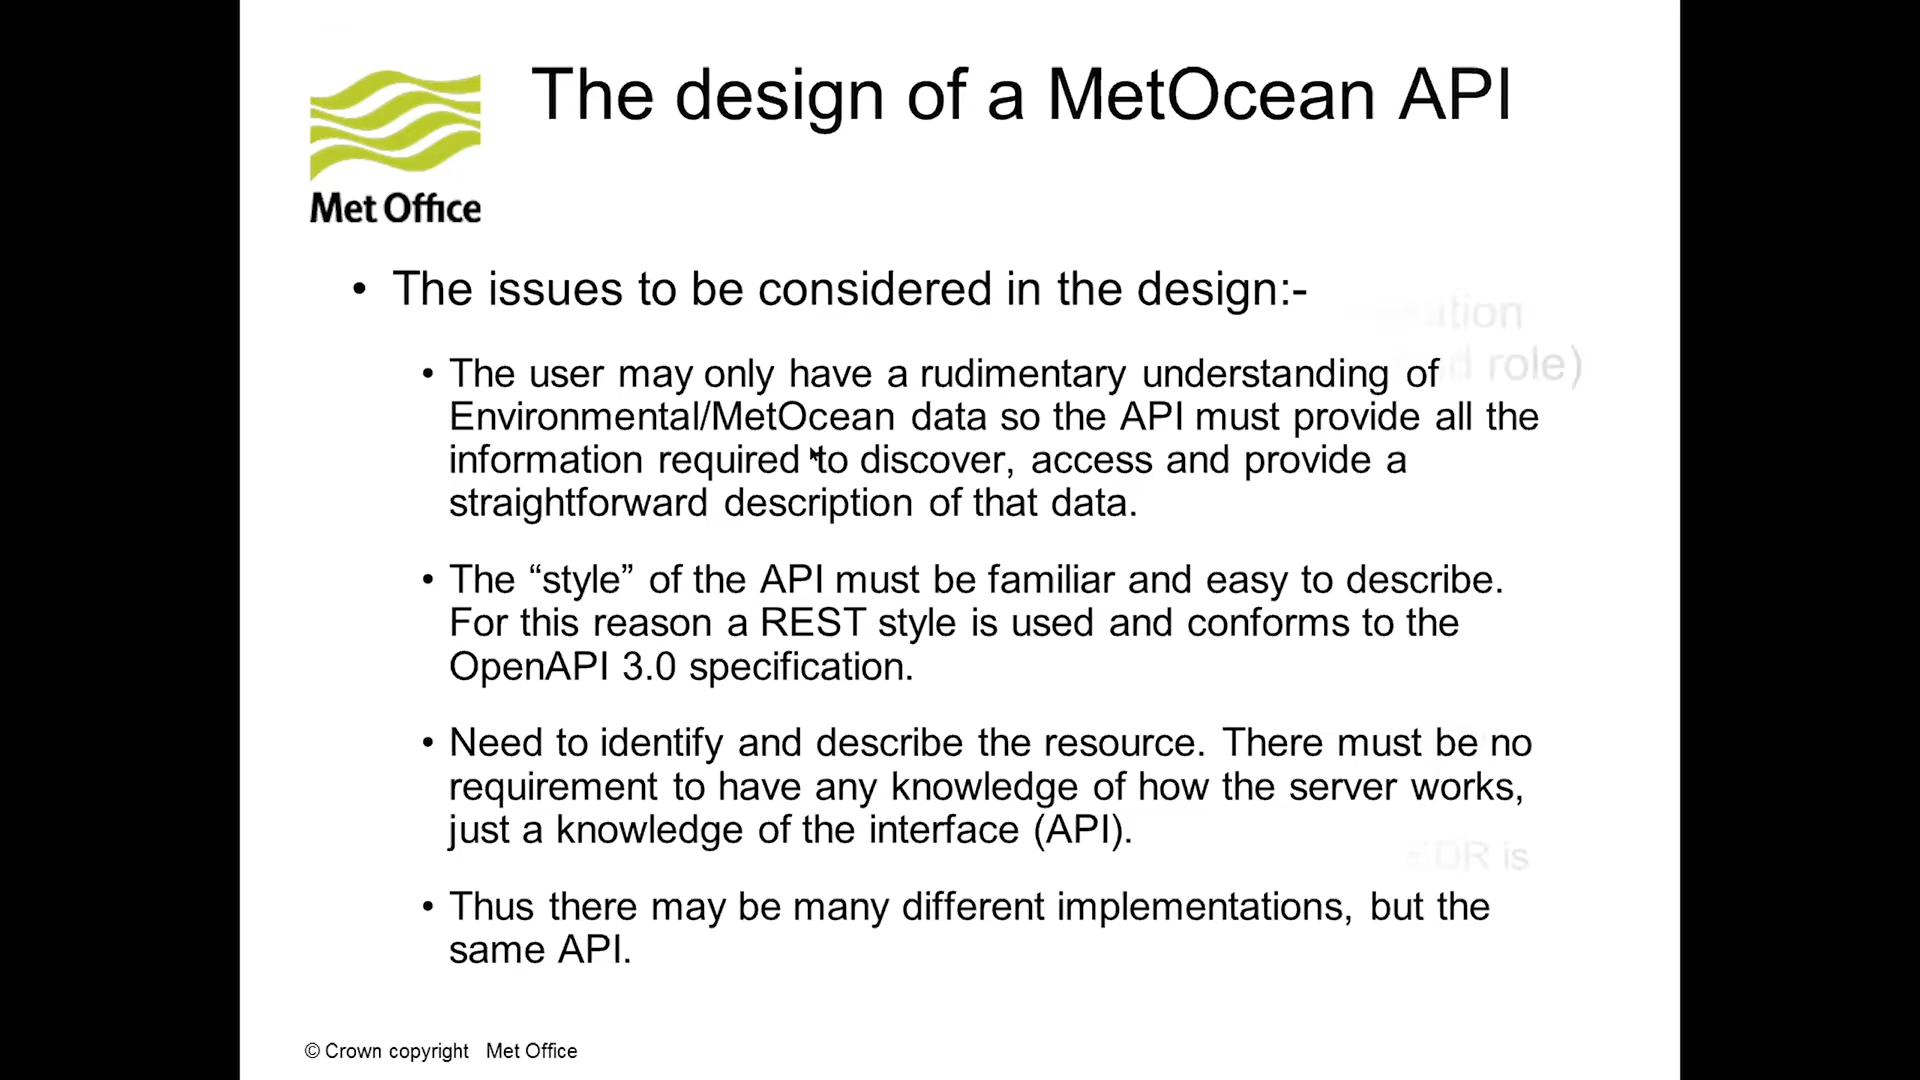 The design of a MetOcean API
Met Office
• The issues to be considered in the design:-
ation
role)
• The user may only have a rudimentary understanding of
Environmental/MetOcean data so the API must provide all the
information required to discover, access and provide a
straightforward description of that data.
• The “style” of the API must be familiar and easy to describe.
For this reason a REST style is used and conforms to the
OpenAPI 3.0 specification.
• Need to identify and describe the resource. There must be no
requirement to have any knowledge of how the server works,
just a knowledge of the interface (API).
EDR is
• Thus there may be many different implementations, but the
same API.
© Crown copyright Met Office